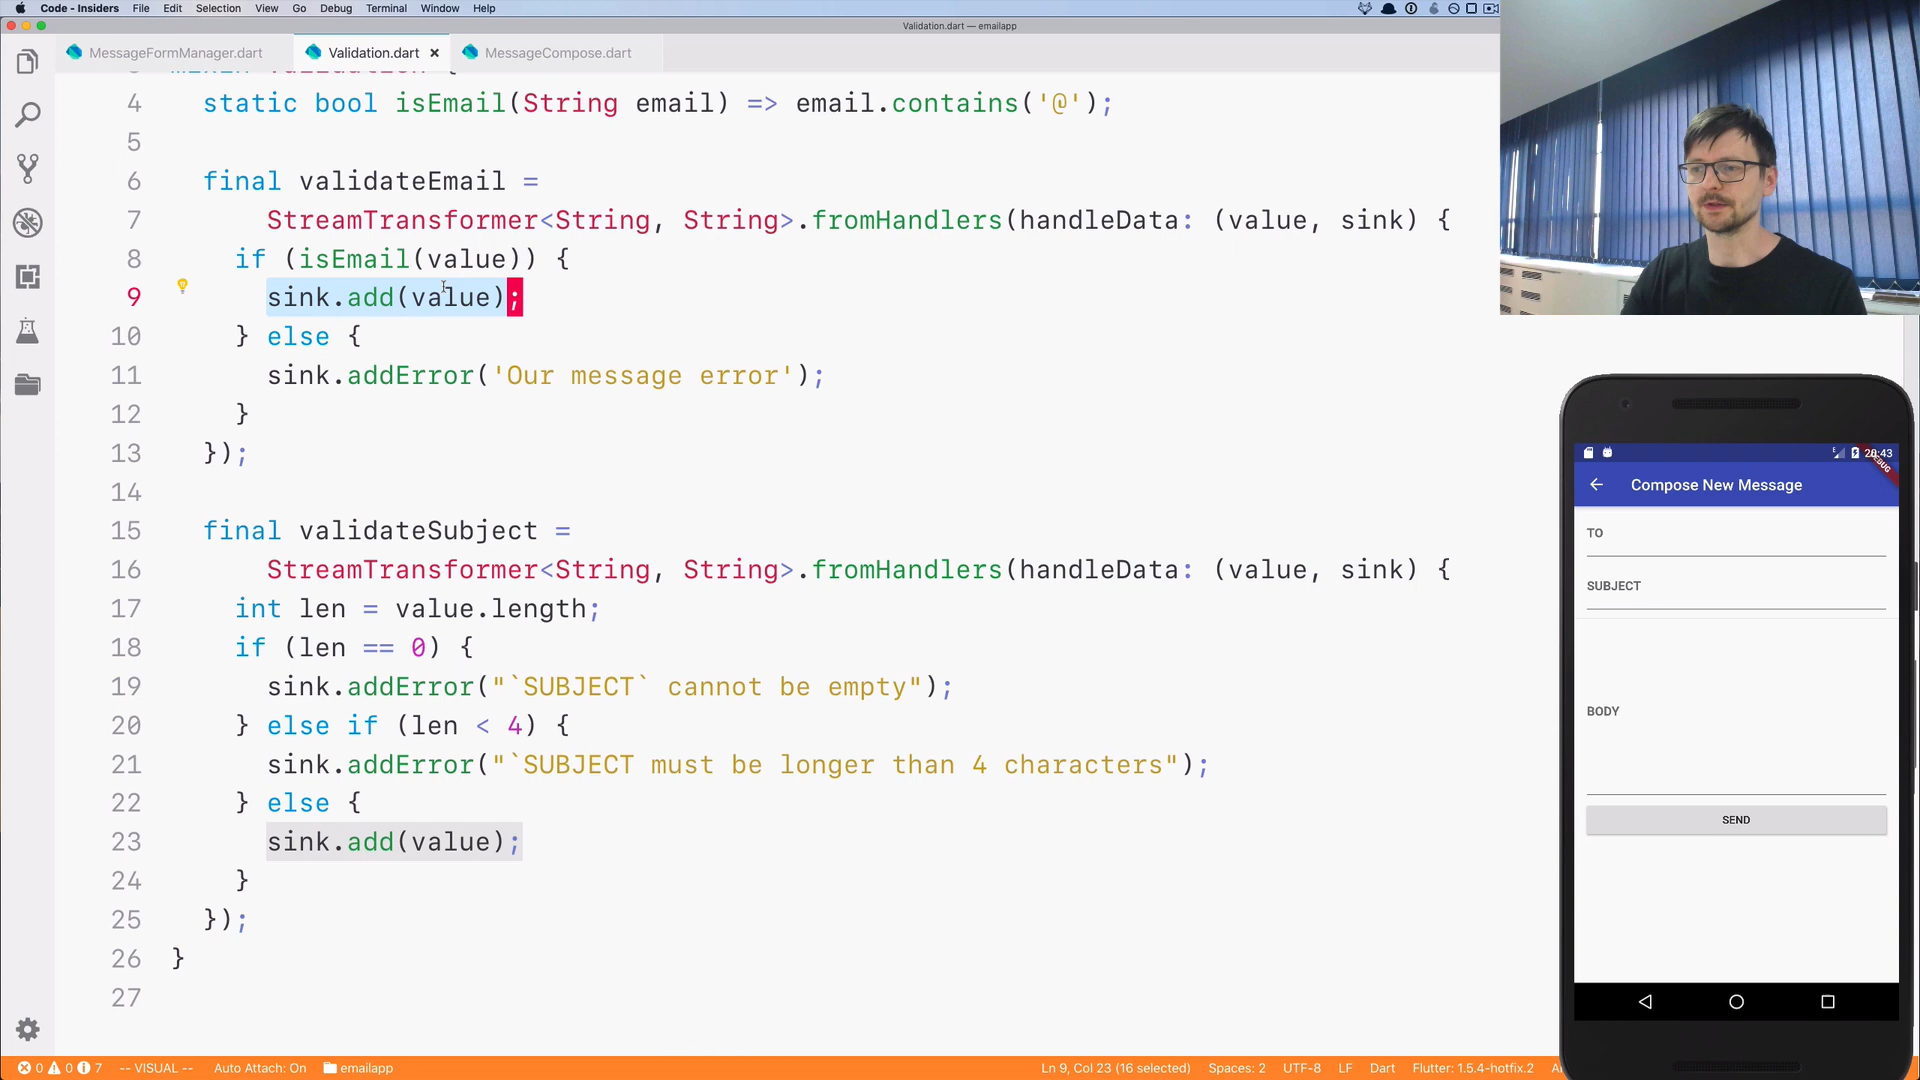 Code - Insiders File Edit Selection View Go Debug Terminal Window Help
Validation.dart — emailapp
MessageFormManager.dart Validation.dart MessageCompose.dart
4 static bool isEmail(String email) => email.contains('@');
5
6 final validateEmail =
7 StreamTransformer<String, String>.fromHandlers(handleData: (value, sink) {
8 if (isEmail(value)) {
9 sink.add(value);
10 } else {
11 sink.addError('Our message error');
12 }
13 });
14
15 final validateSubject =
16 StreamTransformer<String, String>.fromHandlers(handleData: (value, sink) {
17 int len = value.length;
18 if (len == 0) {
19 sink.addError("`SUBJECT` cannot be empty");
20 } else if (len < 4) {
21 sink.addError("`SUBJECT must be longer than 4 characters");
22 } else {
23 sink.add(value);
24 }
25 });
26 }
27
0 0 7 -- VISUAL -- Auto Attach: On emailapp Ln 9, Col 23 (16 selected) Spaces: 2 UTF-8 LF Dart Flutter: 1.5.4-hotfix.2
20:43
DEBUG
Compose New Message
TO
SUBJECT
BODY
SEND